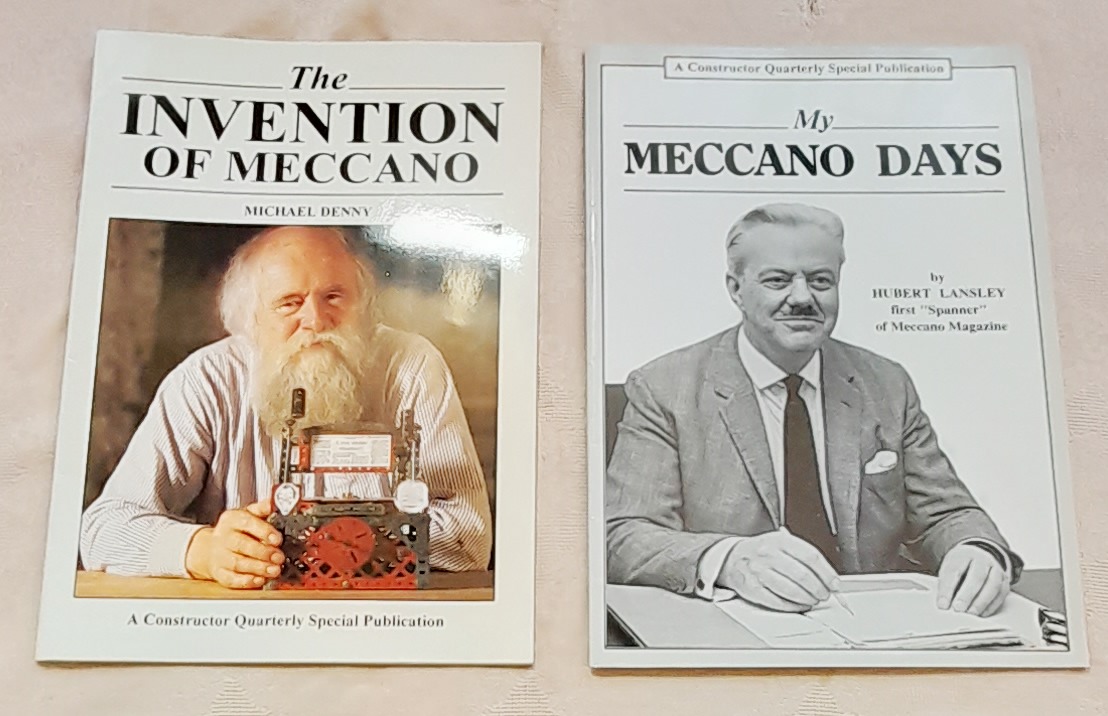 The
INVENTION
OF MECCANO
MICHAEL DENNY
A Constructor Quarterly Special Publication
A Constructor Quarterly Special Publication
My
MECCANO DAYS
by
HUBERT LANSLEY
first "Spanner"
of Meccano Magazine